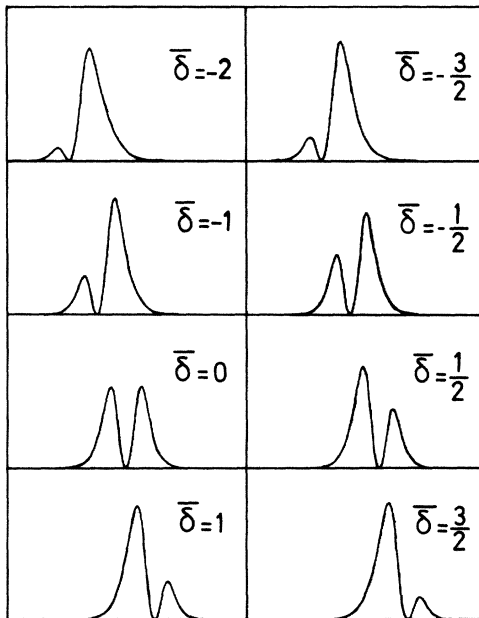 δ̅ = -2
δ̅ = -3/2
δ̅ = -1
δ̅ = -1/2
δ̅ = 0
δ̅ = 1/2
δ̅ = 1
δ̅ = 3/2